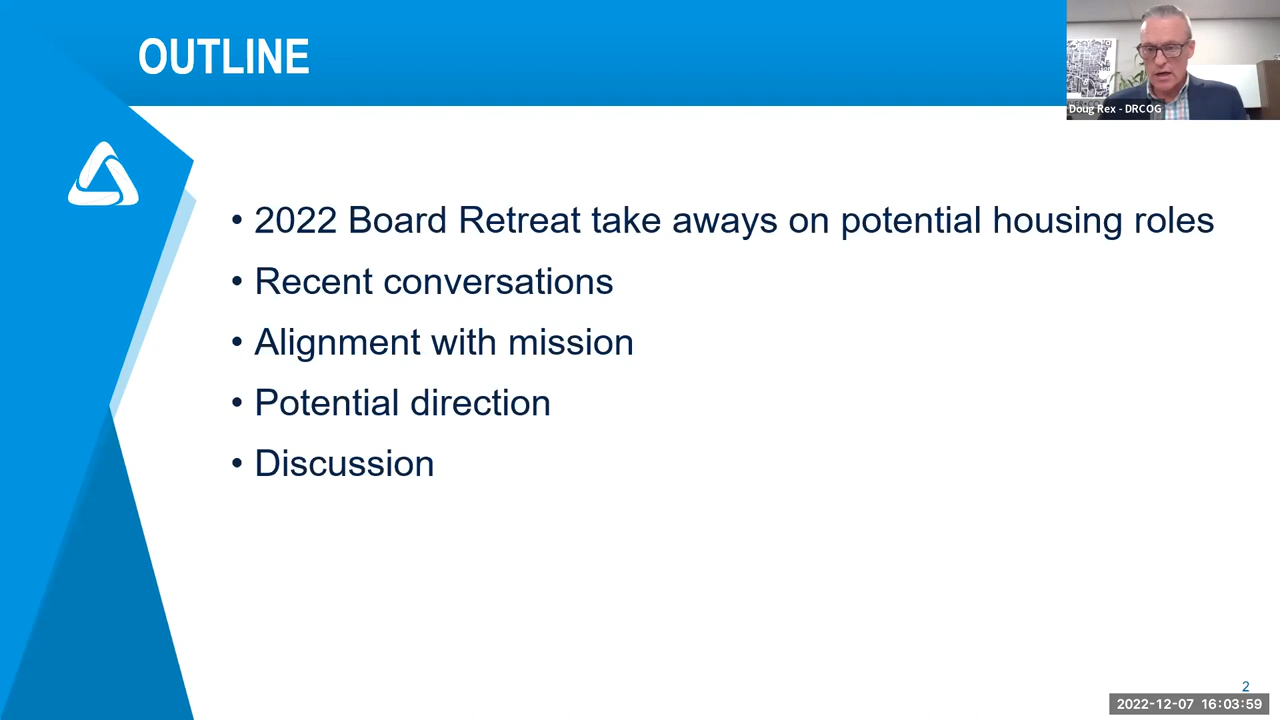 OUTLINE
Doug Rex - DRCOG
• 2022 Board Retreat take aways on potential housing roles
• Recent conversations
• Alignment with mission
• Potential direction
• Discussion
2
2022-12-07 16:03:59